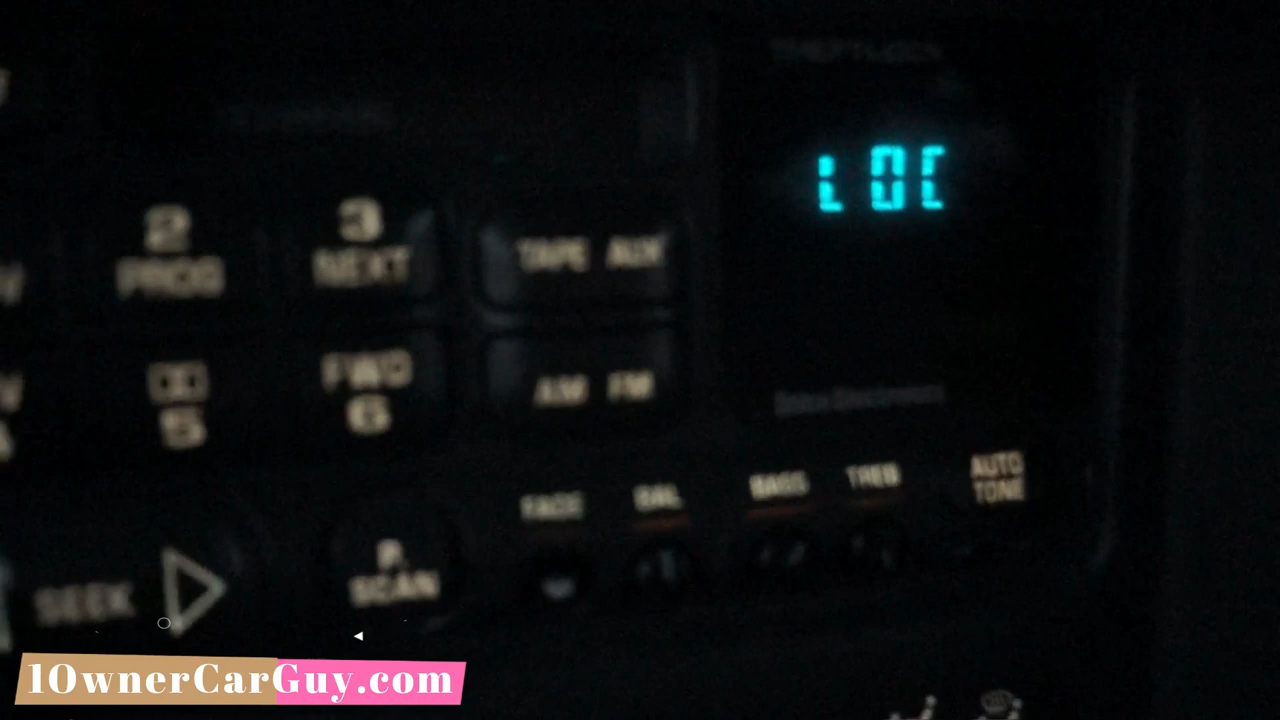 THEFTLOCK
LOC
2
PROG
3
NEXT
TAPE AUX
5
FWD
6
AM FM
FADE BAL BASS TREB AUTO TONE
SEEK
P.
SCAN
1OwnerCarGuy.com